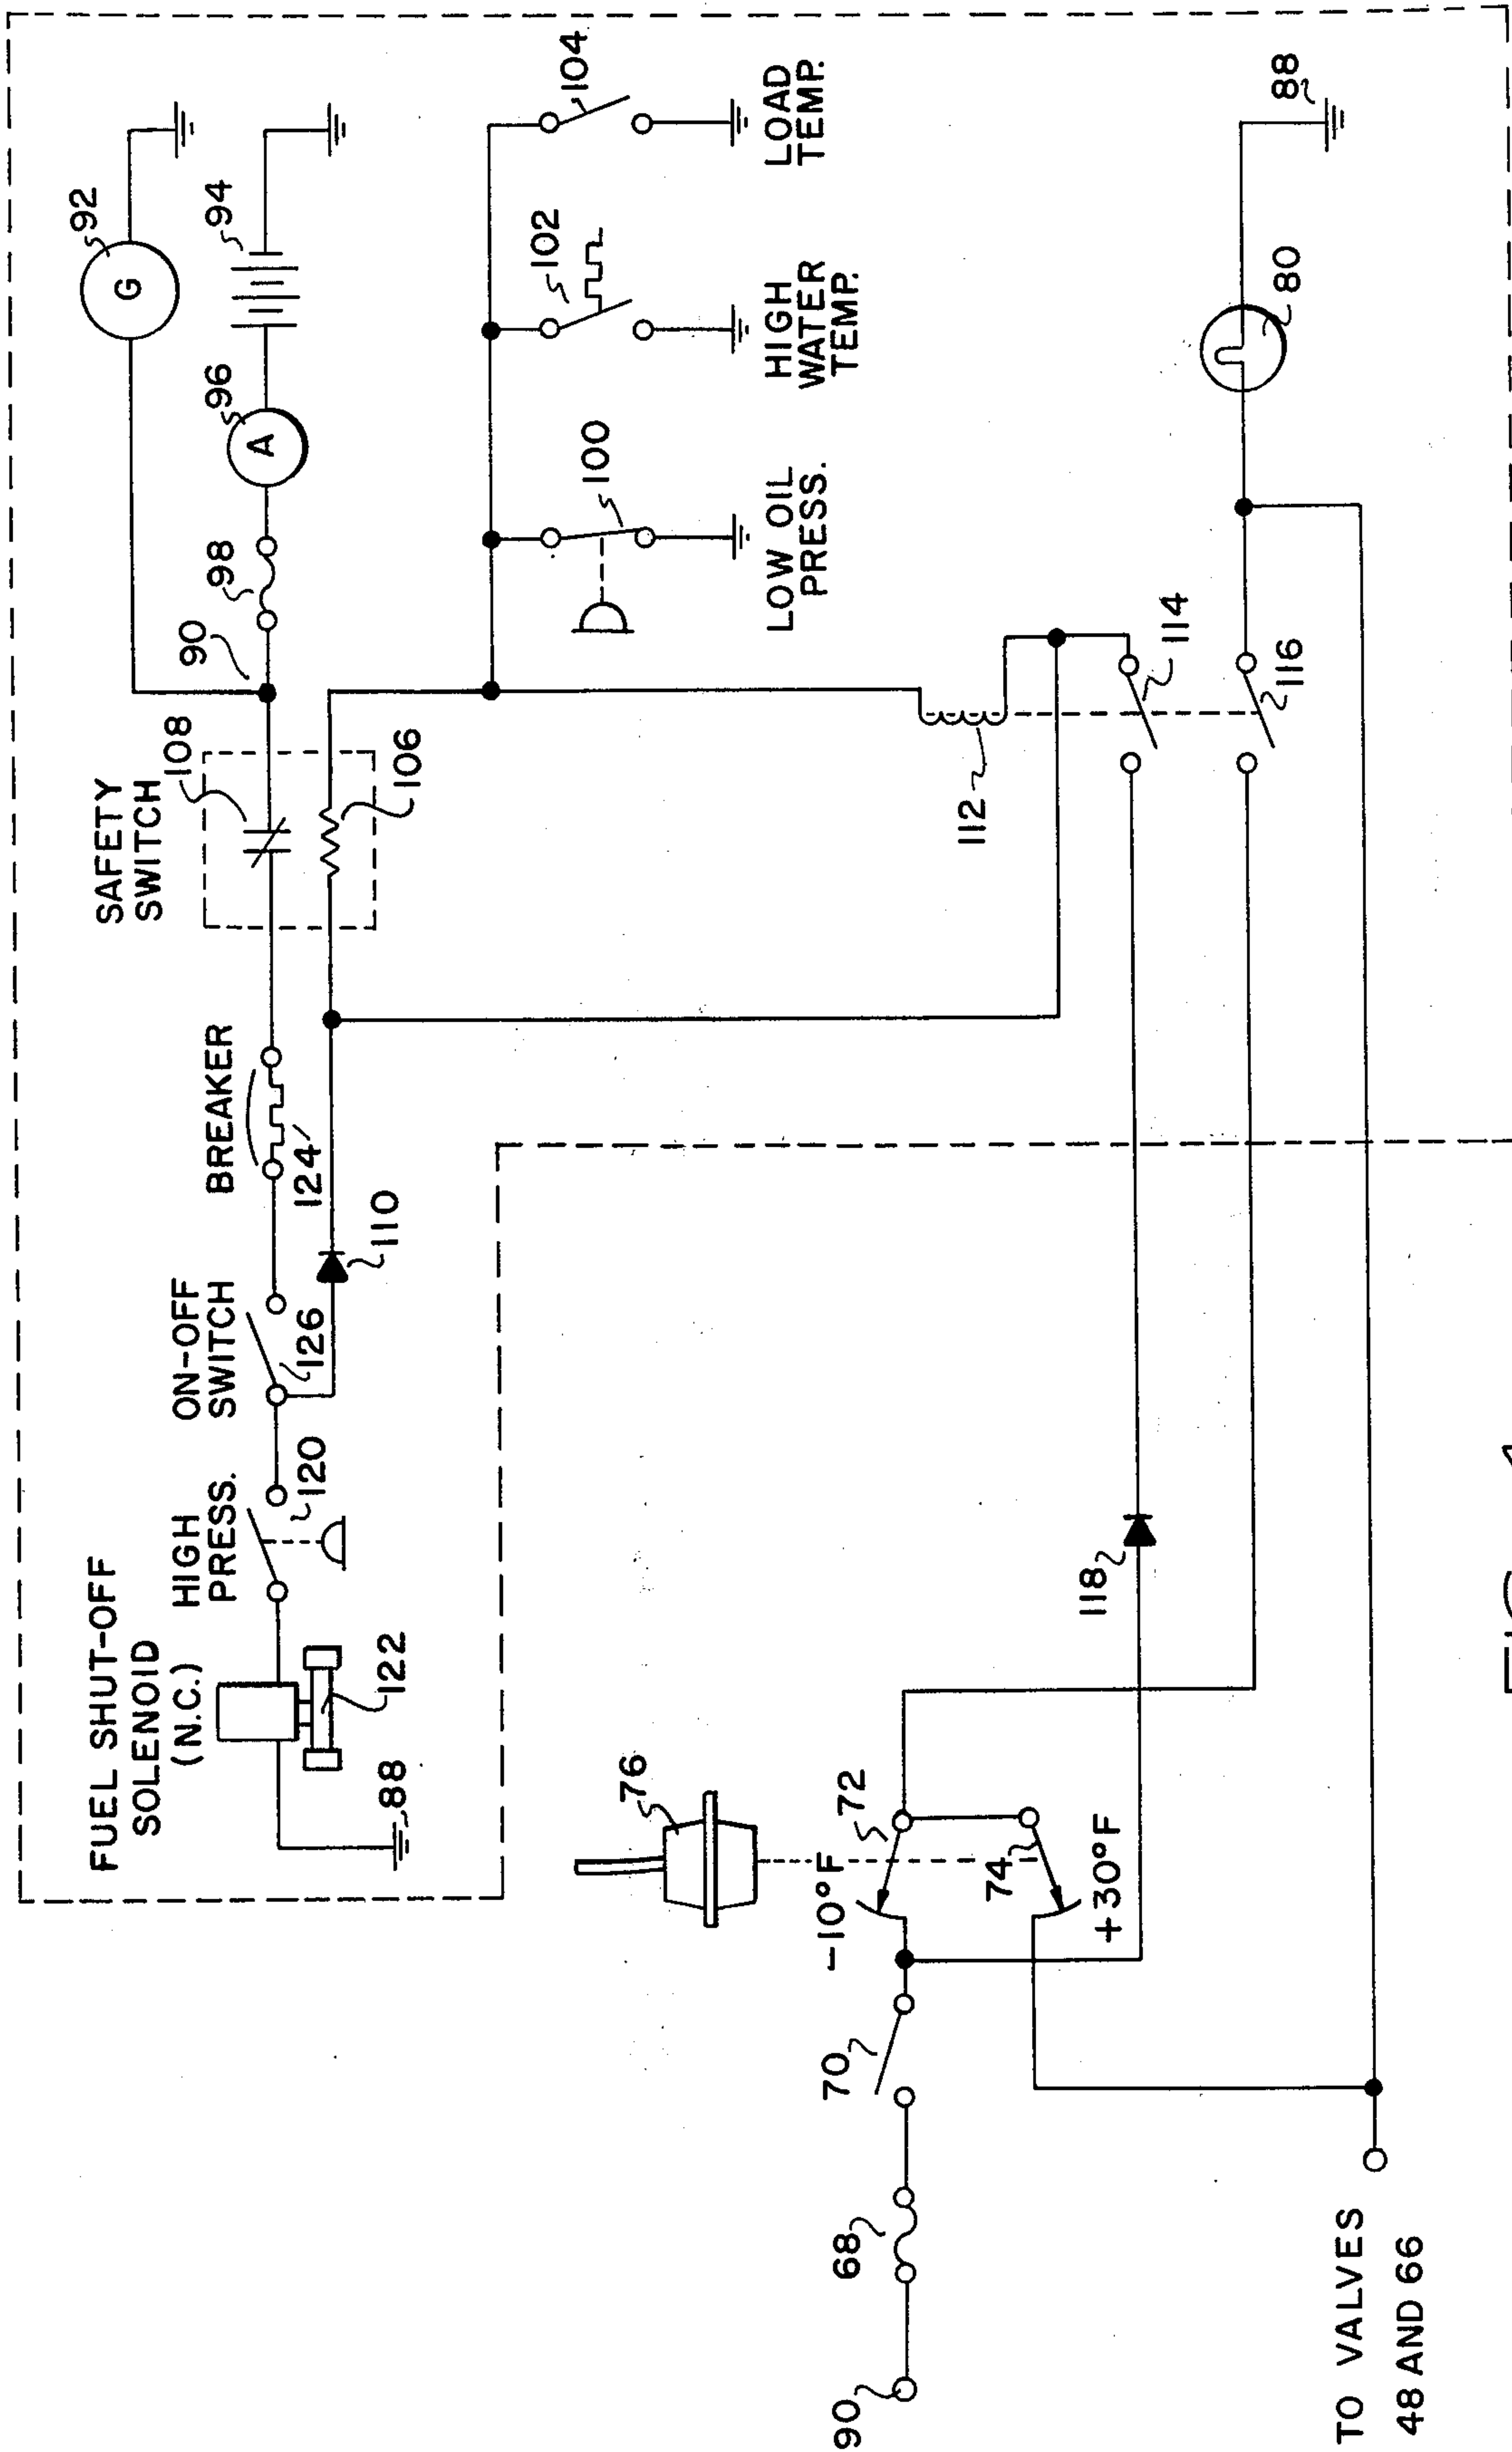 92
G
94
96
A
98
90
108
SAFETY
SWITCH
106
BREAKER
124
110
ON-OFF
SWITCH
126
HIGH
PRESS.
120
FUEL SHUT-OFF
SOLENOID
(N.C.)
122
88
104
LOAD
TEMP.
102
HIGH
WATER
TEMP.
100
LOW OIL
PRESS.
112
114
116
80
88
118
76
72
-10°F
74
+30°F
70
68
90
TO VALVES
48 AND 66